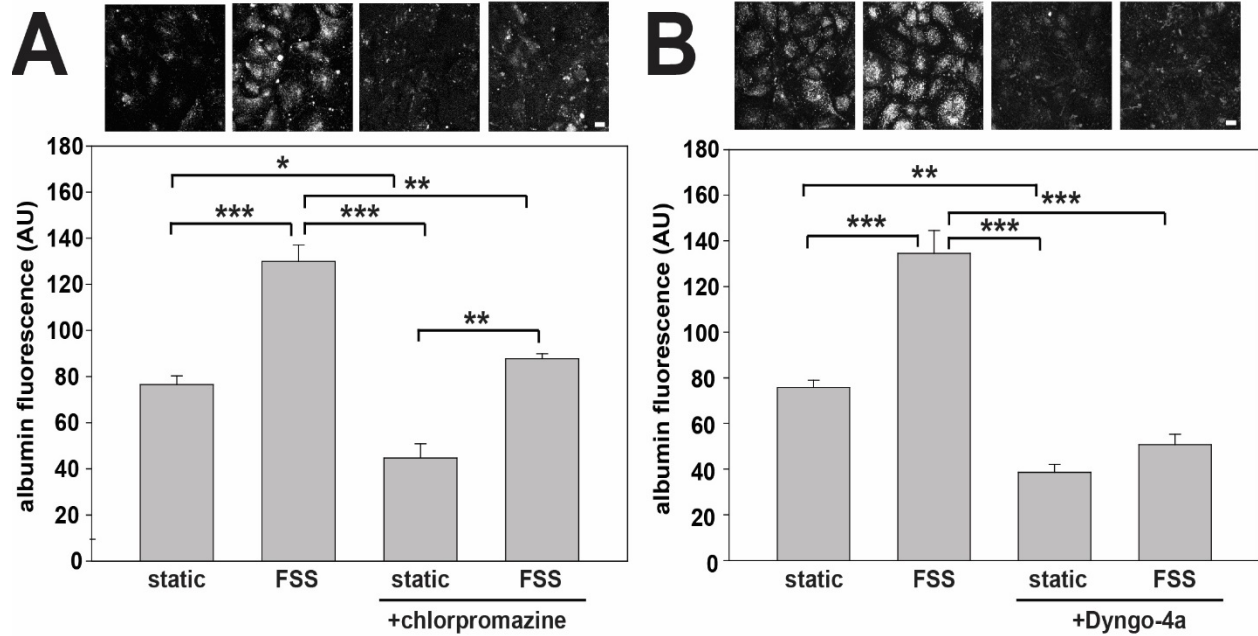 A
B
180
160
140
120
100
80
60
40
20
0
albumin fluorescence (AU)
*
**
***
***
**
static
FSS
static
FSS
+chlorpromazine
180
160
140
120
100
80
60
40
20
0
albumin fluorescence (AU)
**
***
***
***
static
FSS
static
FSS
+Dyngo-4a